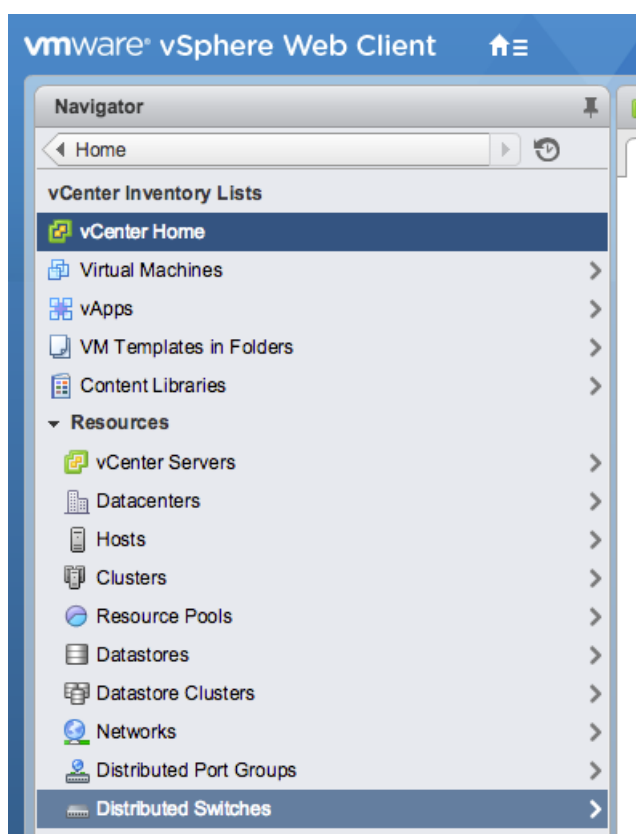 vmware® vSphere Web Client
Navigator
Home
vCenter Inventory Lists
vCenter Home
Virtual Machines
vApps
VM Templates in Folders
Content Libraries
Resources
vCenter Servers
Datacenters
Hosts
Clusters
Resource Pools
Datastores
Datastore Clusters
Networks
Distributed Port Groups
Distributed Switches